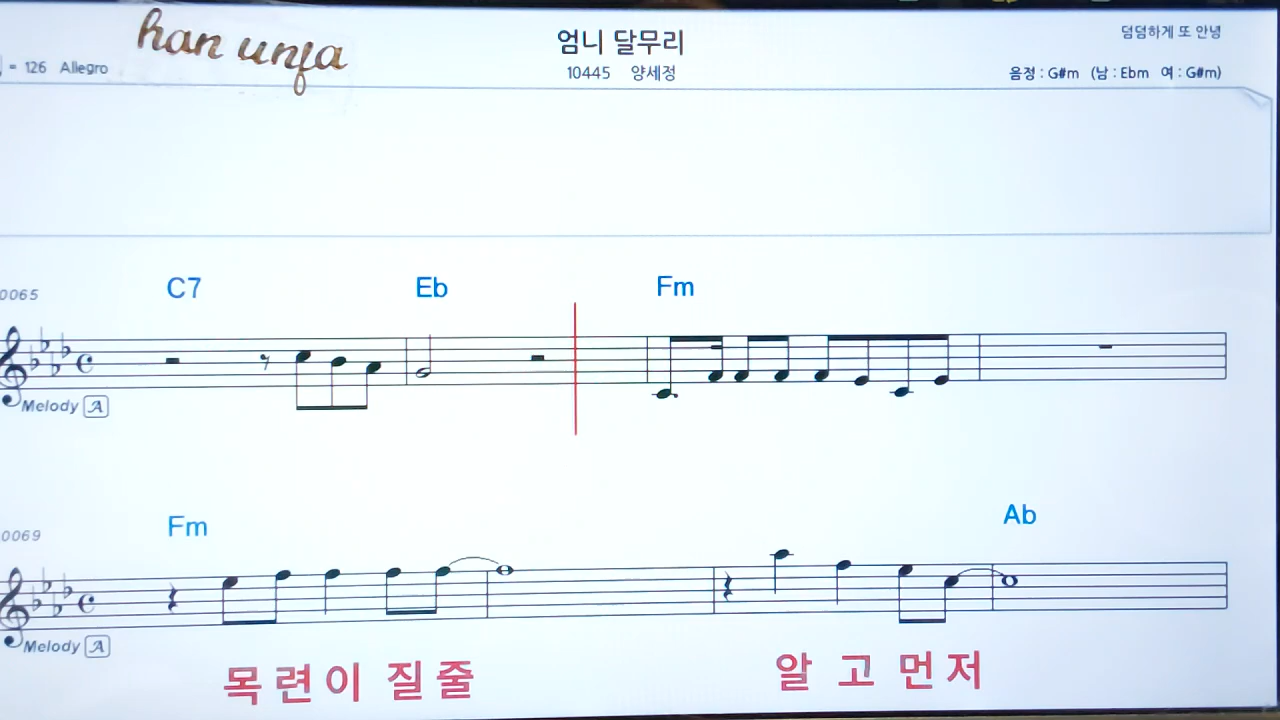 han unja
엄니 달무리
덤덤하게 또 안녕
= 126 Allegro
10445 양세정
음정 : G#m (남 : Ebm 여 : G#m)
0065
C7 Eb Fm
Melody A
0069
Fm Ab
Melody A
목련이 질줄 알 고 먼저